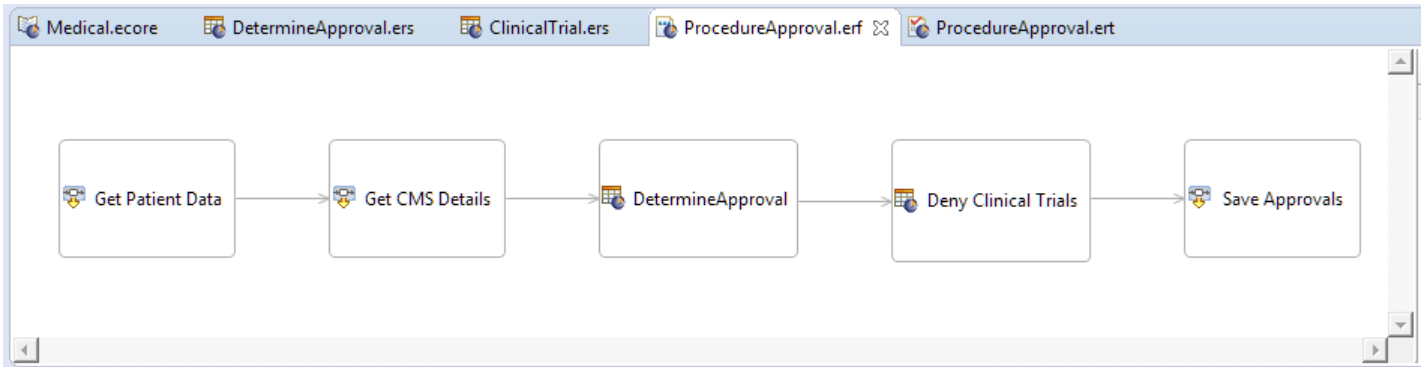 Medical.ecore DetermineApproval.ers ClinicalTrial.ers ProcedureApproval.erf ProcedureApproval.ert
Get Patient Data Get CMS Details DetermineApproval Deny Clinical Trials Save Approvals